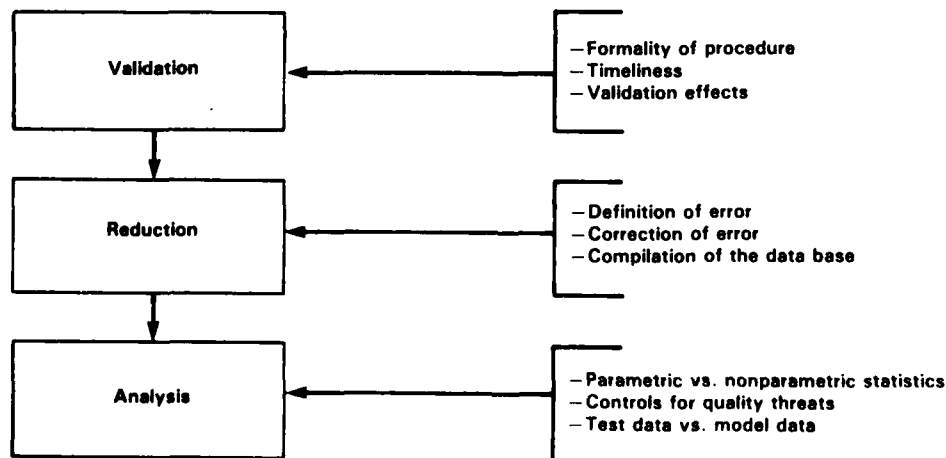 Validation
—Formality of procedure
—Timeliness
—Validation effects
Reduction
—Definition of error
—Correction of error
—Compilation of the data base
Analysis
—Parametric vs. nonparametric statistics
—Controls for quality threats
—Test data vs. model data